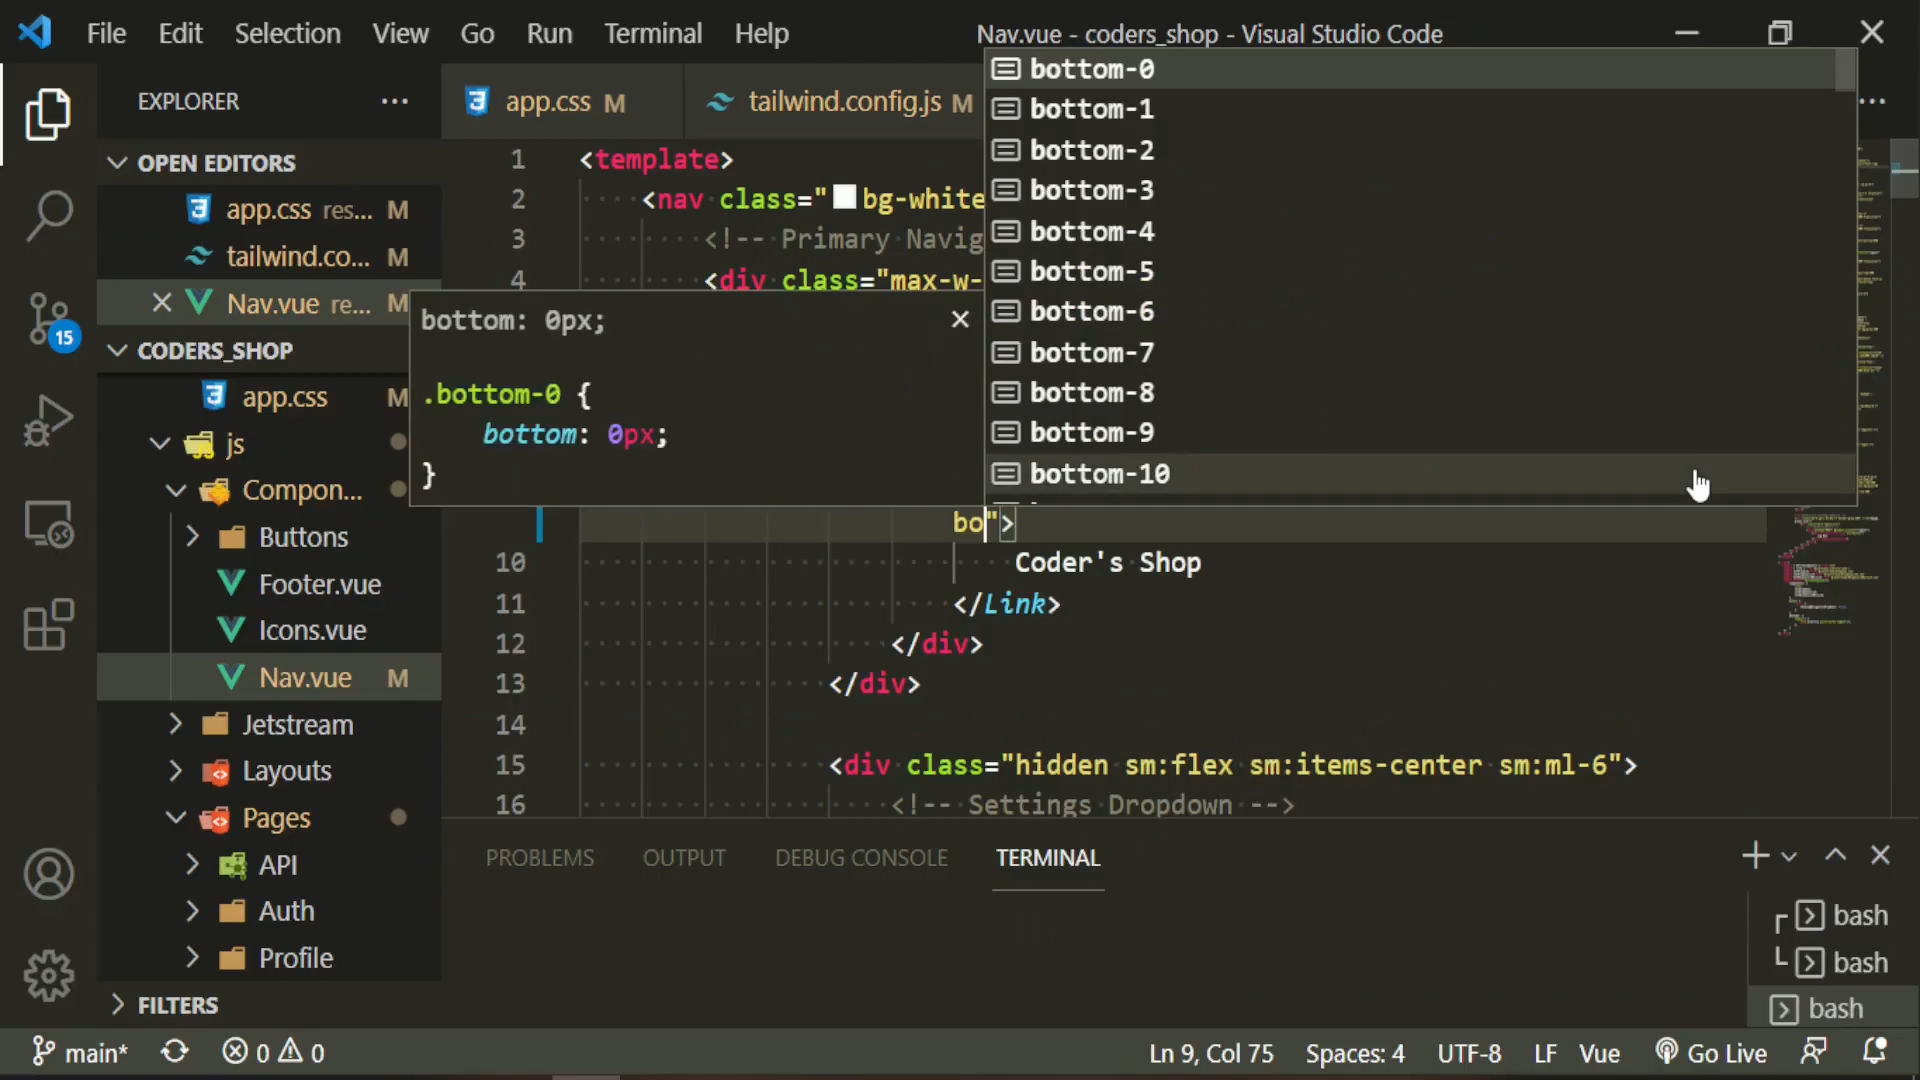 File Edit Selection View Go Run Terminal Help
Nav.vue - coders_shop - Visual Studio Code
EXPLORER
OPEN EDITORS
app.css res... M
tailwind.co... M
Nav.vue re... M
15
CODERS_SHOP
app.css M
js
Compon...
Buttons
Footer.vue
Icons.vue
Nav.vue M
Jetstream
Layouts
Pages
API
Auth
Profile
FILTERS
app.css M
tailwind.config.js M
1 <template>
2 <nav class="bg-white
3 <!-- Primary Navig
4 <div class="max-w-
bottom: 0px;
.bottom-0 {
bottom: 0px;
}
bottom-0
bottom-1
bottom-2
bottom-3
bottom-4
bottom-5
bottom-6
bottom-7
bottom-8
bottom-9
bottom-10
bo">
10 Coder's Shop
11 </Link>
12 </div>
13 </div>
14
15 <div class="hidden sm:flex sm:items-center sm:ml-6">
16 <!-- Settings Dropdown -->
PROBLEMS OUTPUT DEBUG CONSOLE TERMINAL
bash
bash
bash
main* 0 0
Ln 9, Col 75 Spaces: 4 UTF-8 LF Vue Go Live